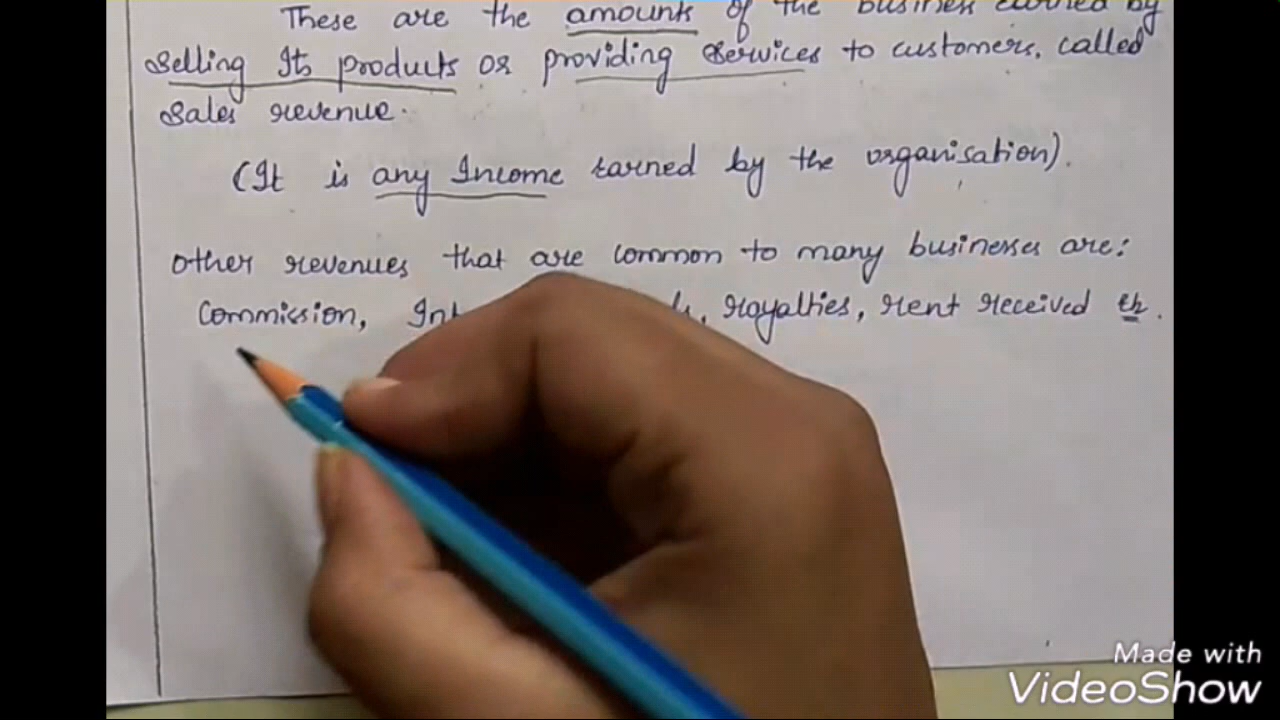 These are the amounts of the business earned by
selling Its products or providing services to customers, called
sales revenue.
(It is any Income earned by the organisation).
other revenues that are common to many businesses are:
Commission, royalties, rent received etc.
Made with
VideoShow